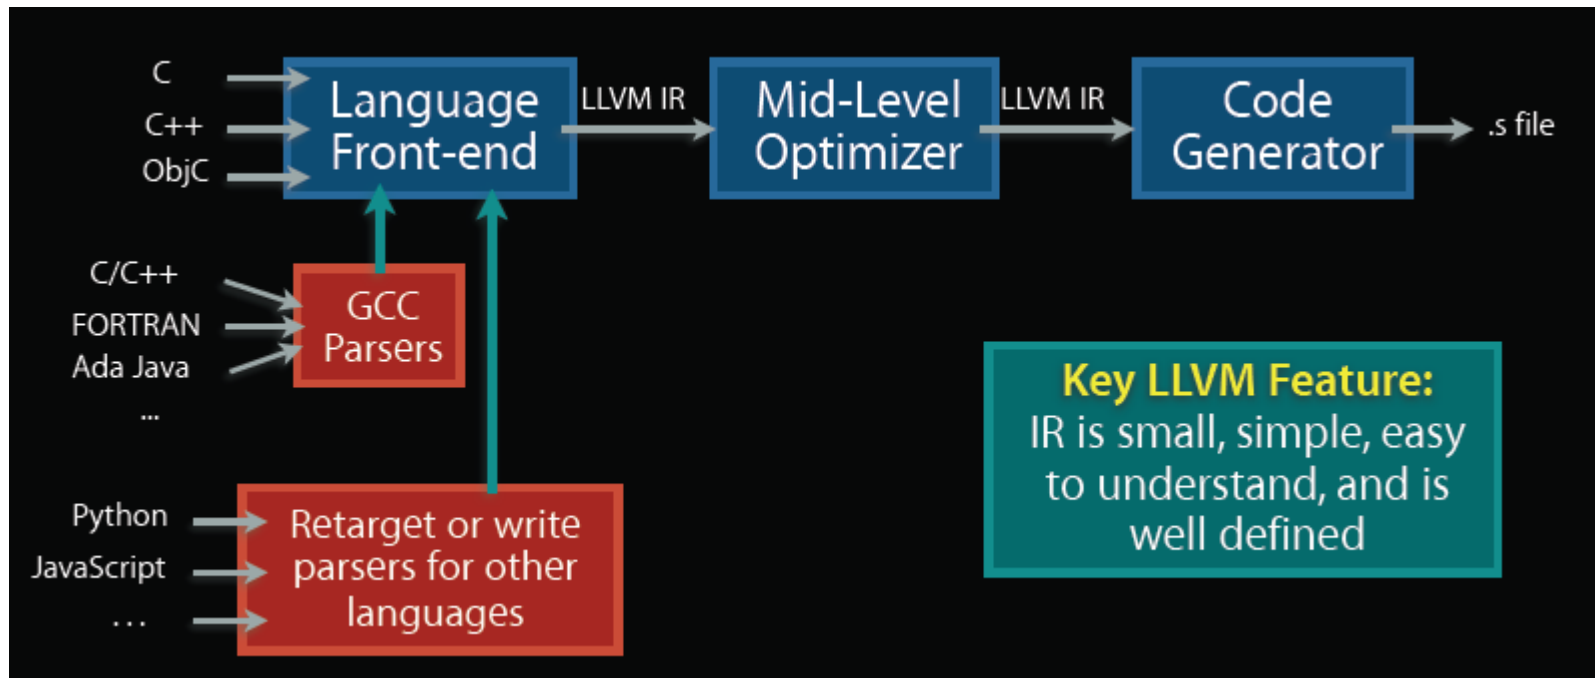 C
C++
ObjC
Language
Front-end
LLVM IR
Mid-Level
Optimizer
LLVM IR
Code
Generator
.s file
C/C++
FORTRAN
Ada Java
...
GCC
Parsers
Python
JavaScript
...
Retarget or write
parsers for other
languages
Key LLVM Feature:
IR is small, simple, easy
to understand, and is
well defined